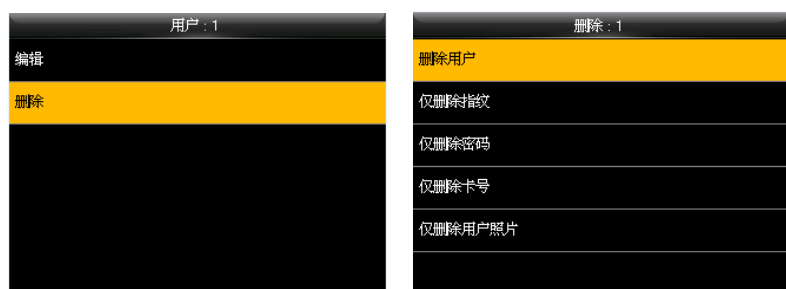 用户 : 1
编辑
删除
删除 : 1
删除用户
仅删除指纹
仅删除密码
仅删除卡号
仅删除用户照片